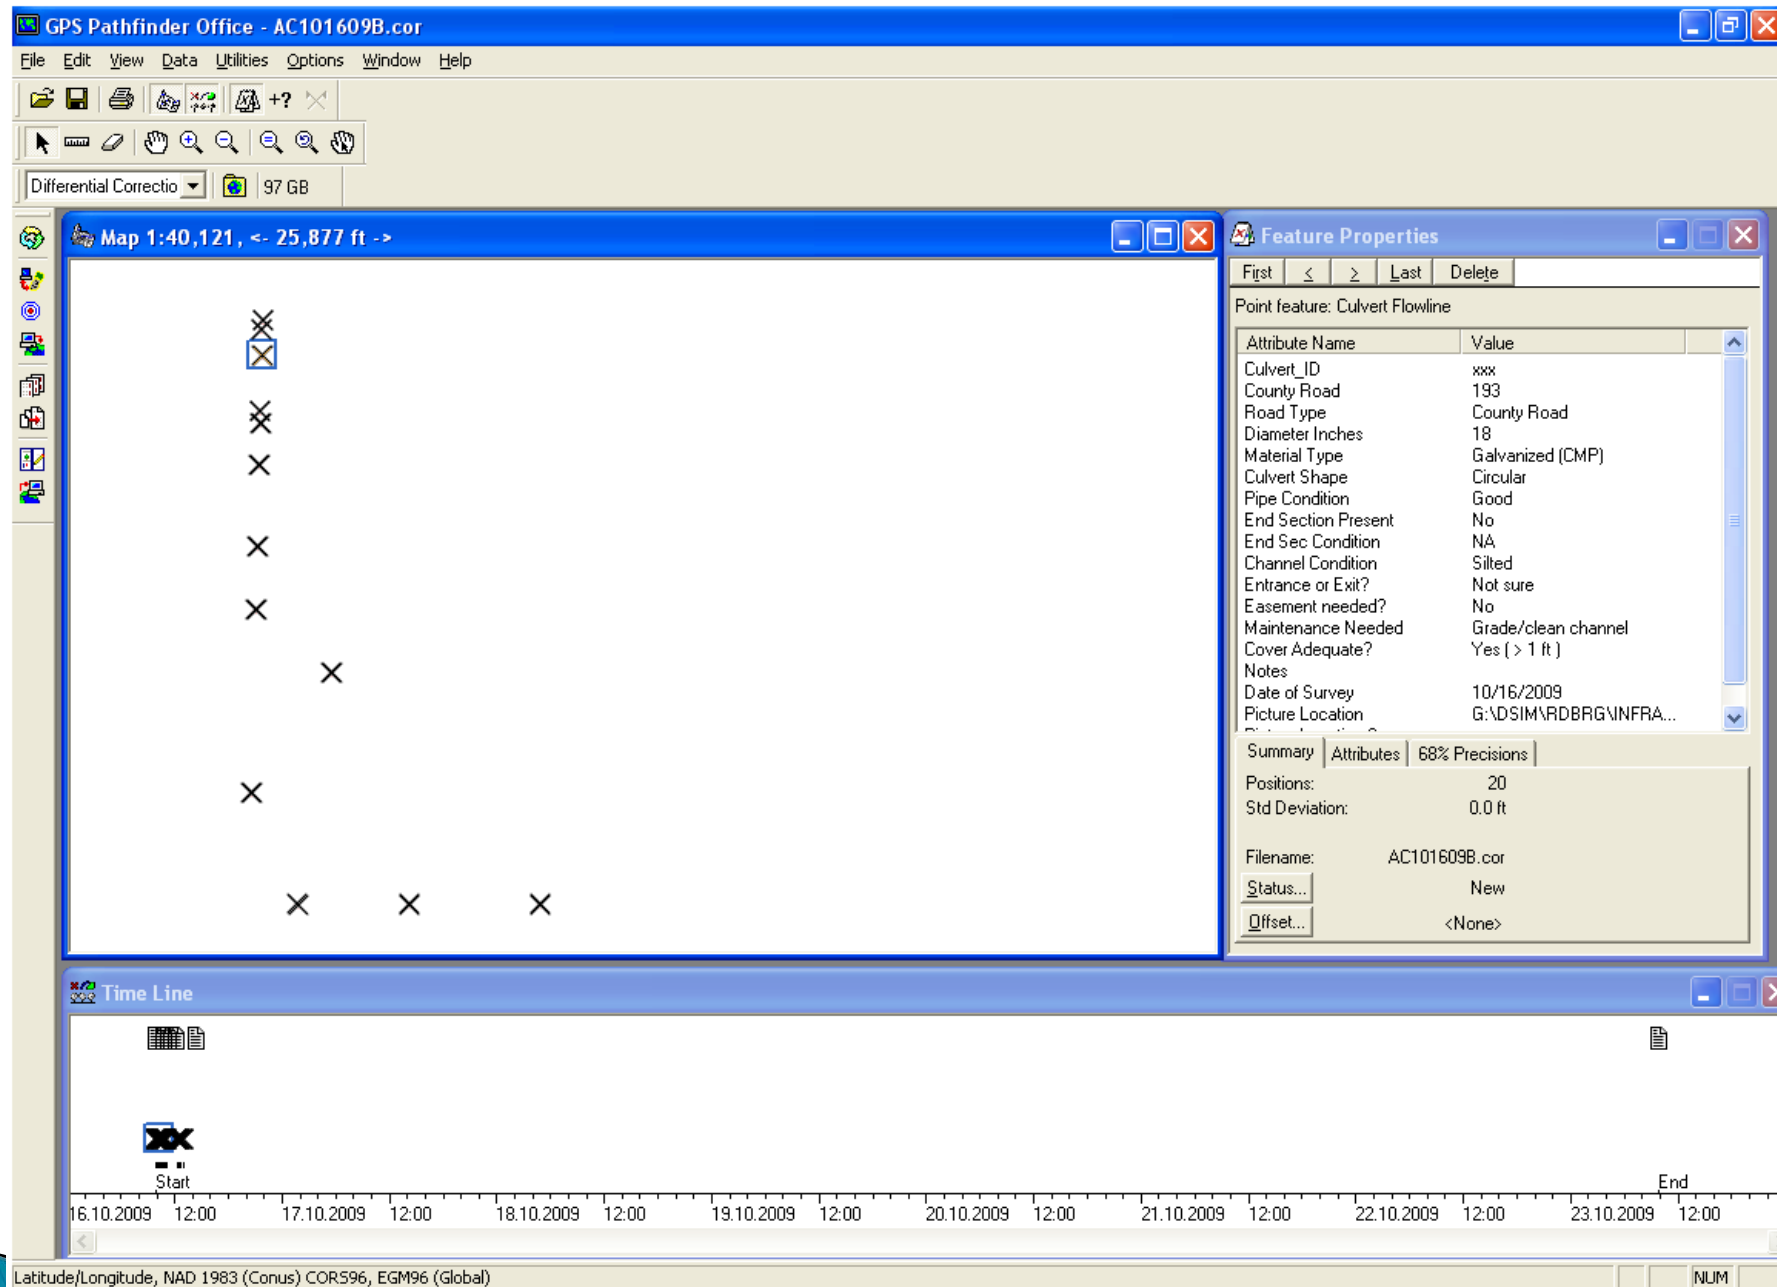 GPS Pathfinder Office - AC101609B.cor
File Edit View Data Utilities Options Window Help
+?
Differential Correctio 97 GB
Map 1:40,121, <- 25,877 ft ->
Feature Properties
First < > Last Delete
Point feature: Culvert Flowline
Attribute Name Value
Culvert_ID xxx
County Road 193
Road Type County Road
Diameter Inches 18
Material Type Galvanized (CMP)
Culvert Shape Circular
Pipe Condition Good
End Section Present No
End Sec Condition NA
Channel Condition Silted
Entrance or Exit? Not sure
Easement needed? No
Maintenance Needed Grade/clean channel
Cover Adequate? Yes ( > 1 ft )
Notes
Date of Survey 10/16/2009
Picture Location G:\DSIM\RDBRG\INFRA...
Summary Attributes 68% Precisions
Positions: 20
Std Deviation: 0.0 ft
Filename: AC101609B.cor
Status... New
Offset... <None>
Time Line
Start End
16.10.2009 12:00 17.10.2009 12:00 18.10.2009 12:00 19.10.2009 12:00 20.10.2009 12:00 21.10.2009 12:00 22.10.2009 12:00 23.10.2009 12:00
Latitude/Longitude, NAD 1983 (Conus) CORS96, EGM96 (Global) NUM